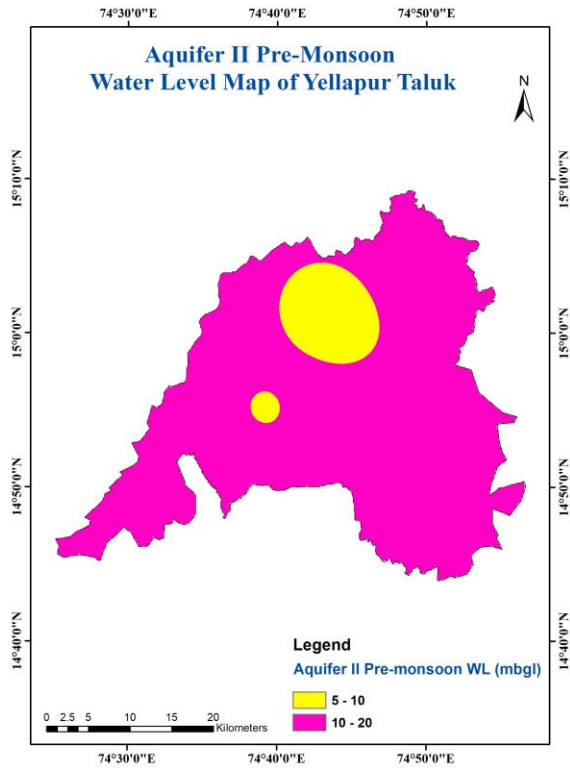 74°30'0"E 74°40'0"E 74°50'0"E
Aquifer II Pre-Monsoon
Water Level Map of Yellapur Taluk
N
15°10'0"N 15°10'0"N
15°0'0"N 15°0'0"N
14°50'0"N 14°50'0"N
14°40'0"N 14°40'0"N
Legend
Aquifer II Pre-monsoon WL (mbgl)
5 - 10
10 - 20
0 2.5 5 10 15 20
Kilometers
74°30'0"E 74°40'0"E 74°50'0"E